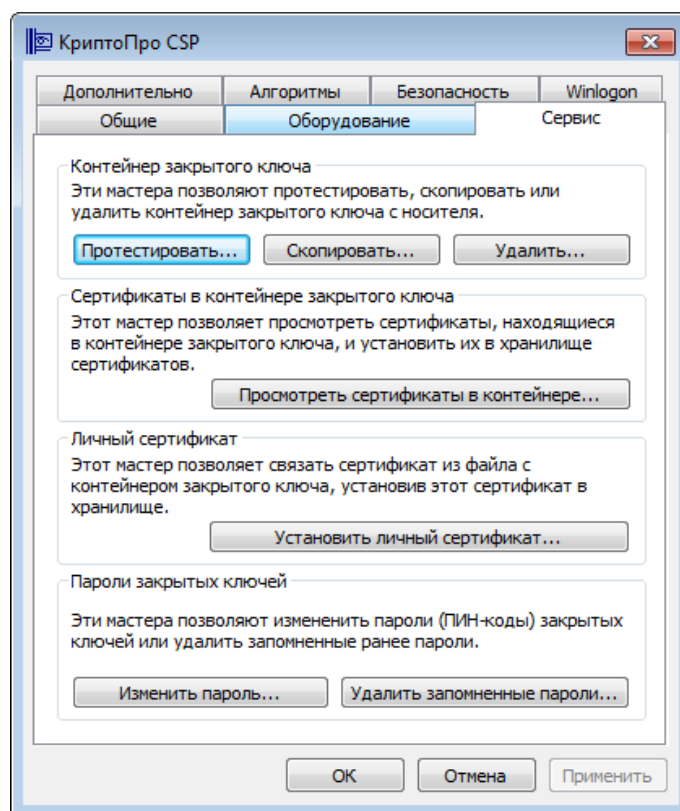 КриптоПро CSP
Дополнительно Алгоритмы Безопасность Winlogon
Общие Оборудование Сервис
Контейнер закрытого ключа
Эти мастера позволяют протестировать, скопировать или
удалить контейнер закрытого ключа с носителя.
Протестировать... Скопировать... Удалить...
Сертификаты в контейнере закрытого ключа
Этот мастер позволяет просмотреть сертификаты, находящиеся
в контейнере закрытого ключа, и установить их в хранилище
сертификатов.
Просмотреть сертификаты в контейнере...
Личный сертификат
Этот мастер позволяет связать сертификат из файла с
контейнером закрытого ключа, установив этот сертификат в
хранилище.
Установить личный сертификат...
Пароли закрытых ключей
Эти мастера позволяют измененить пароли (ПИН-коды) закрытых
ключей или удалить запомненные ранее пароли.
Изменить пароль... Удалить запомненные пароли...
ОК Отмена Применить